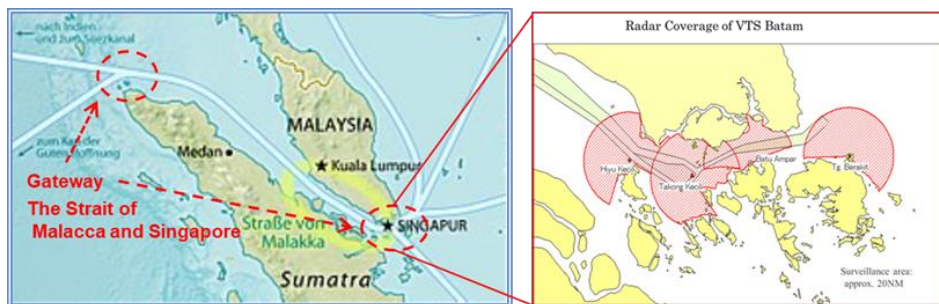 nach Indien
und zum Suezkanal
zum Kap der
Guten Hoffnung
Medan
MALAYSIA
Kuala Lumpur
SINGAPUR
Straße von
Malakka
Sumatra
Gateway
The Strait of
Malacca and Singapore
Radar Coverage of VTS Batam
Hiyu Kecil
Takong Kecil
Batu Ampar
Tg. Berakit
Surveillance area:
approx. 20NM